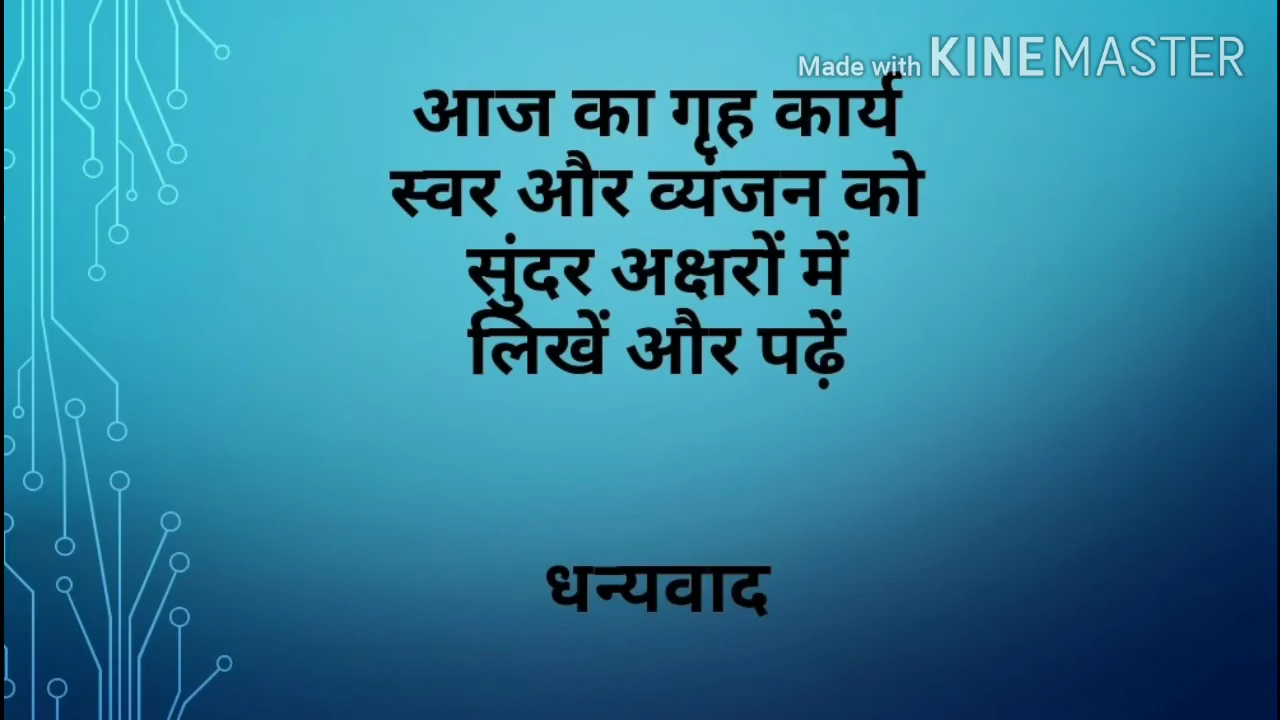 Made with KINEMASTER
आज का गृह कार्य
स्वर और व्यंजन को
सुंदर अक्षरों में
लिखें और पढ़ें
धन्यवाद